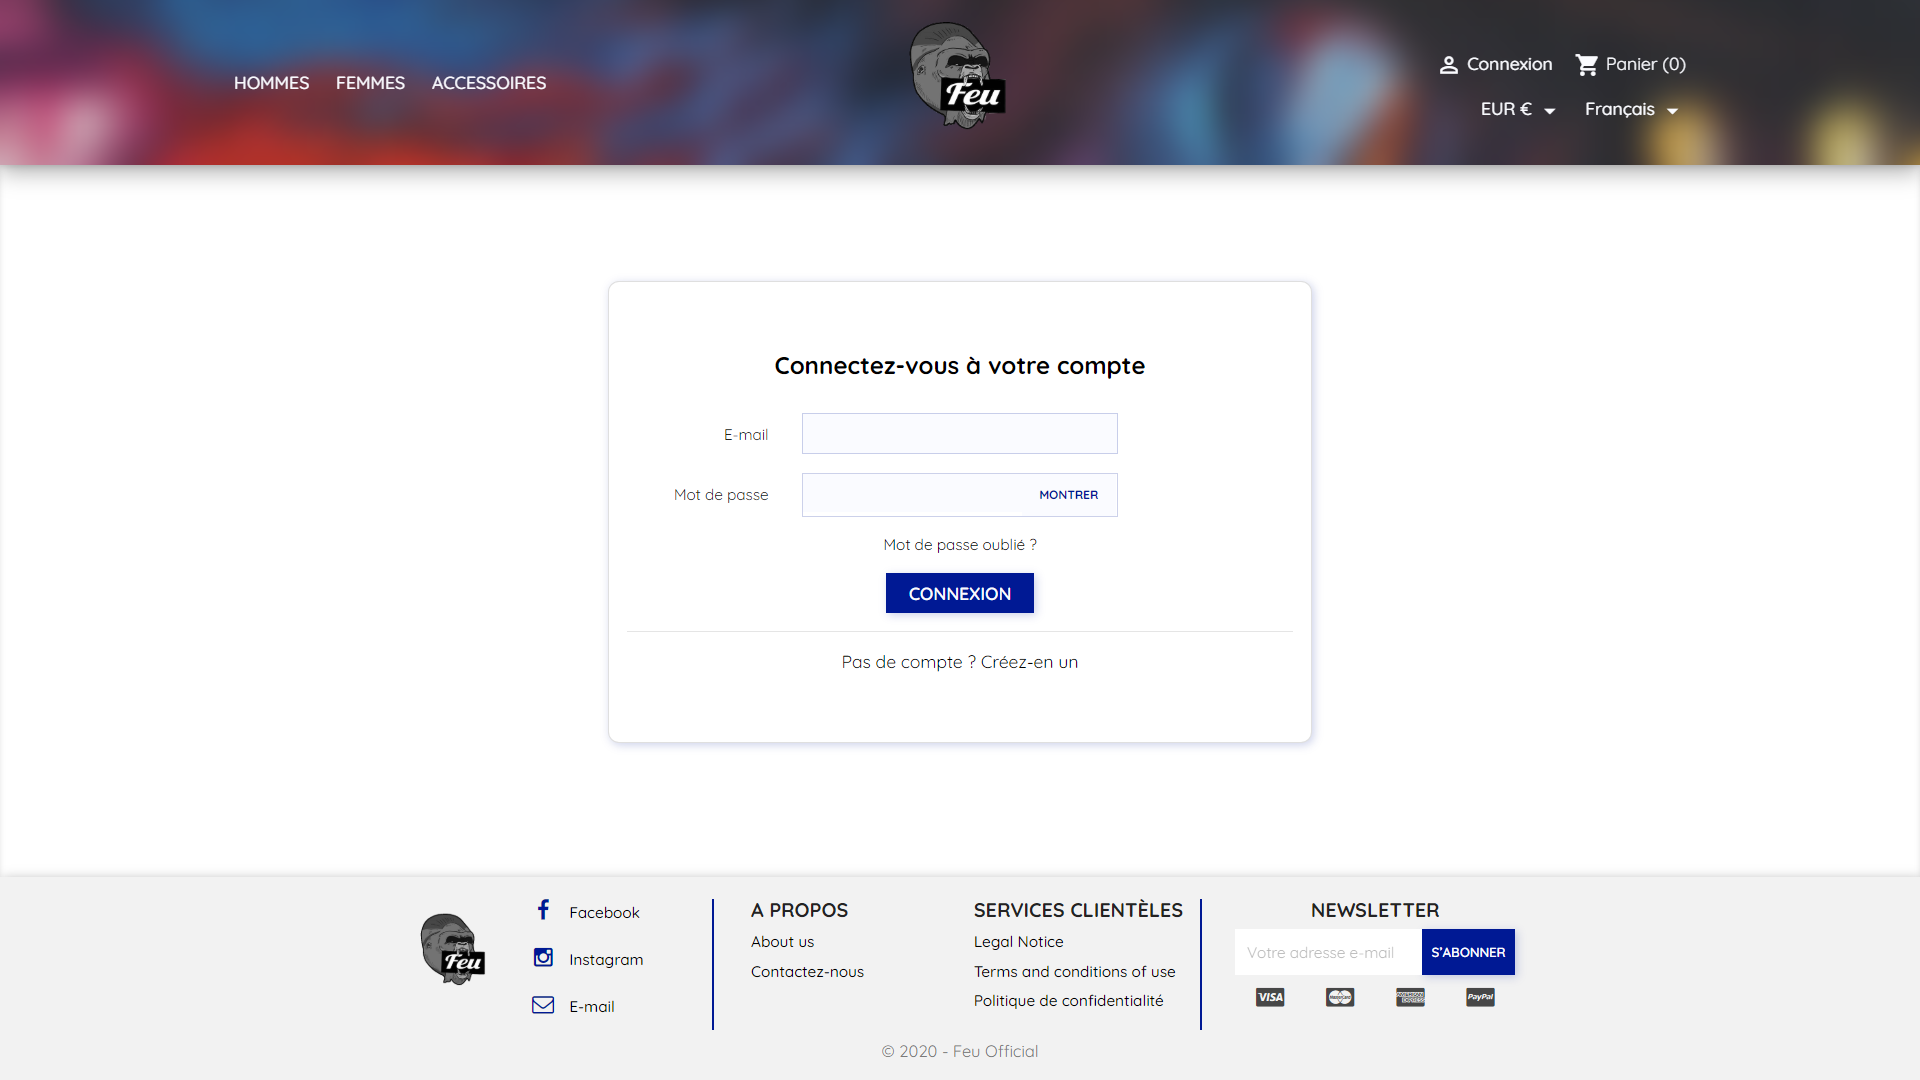 HOMMES FEMMES ACCESSOIRES
Feu
Connexion Panier (0)
EUR € Français
Connectez-vous à votre compte
E-mail
Mot de passe MONTRER
Mot de passe oublié ?
CONNEXION
Pas de compte ? Créez-en un
Feu
Facebook
Instagram
E-mail
A PROPOS
About us
Contactez-nous
SERVICES CLIENTÈLES
Legal Notice
Terms and conditions of use
Politique de confidentialité
NEWSLETTER
Votre adresse e-mail S'ABONNER
VISA MasterCard AMERICAN EXPRESS PayPal
© 2020 - Feu Official